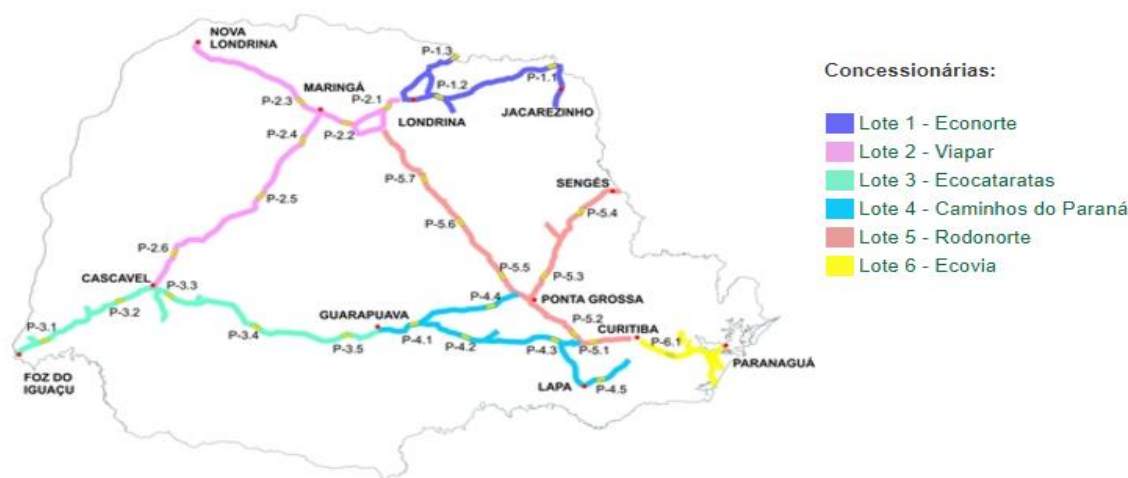 NOVA
LONDRINA
P-1.3
P-1.1
P-1.2
MARINGÁ
P-2.1
P-2.3
JACAREZINHO
LONDRINA
P-2.2
P-2.4
P-5.7
SENGÉS
P-2.5
P-5.4
P-5.6
P-2.6
CASCAVEL
P-5.5
P-5.3
P-3.3
P-4.4
PONTA GROSSA
P-3.2
GUARAPUAVA
P-5.2
CURITIBA
P-3.1
P-3.4
P-4.1
P-4.2
P-4.3
P-5.1
P-6.1
P-3.5
PARANAGUÁ
FOZ DO
IGUAÇU
LAPA
P-4.5
Concessionárias:
Lote 1 - Econorte
Lote 2 - Viapar
Lote 3 - Ecocataratas
Lote 4 - Caminhos do Paraná
Lote 5 - Rodonorte
Lote 6 - Ecovia